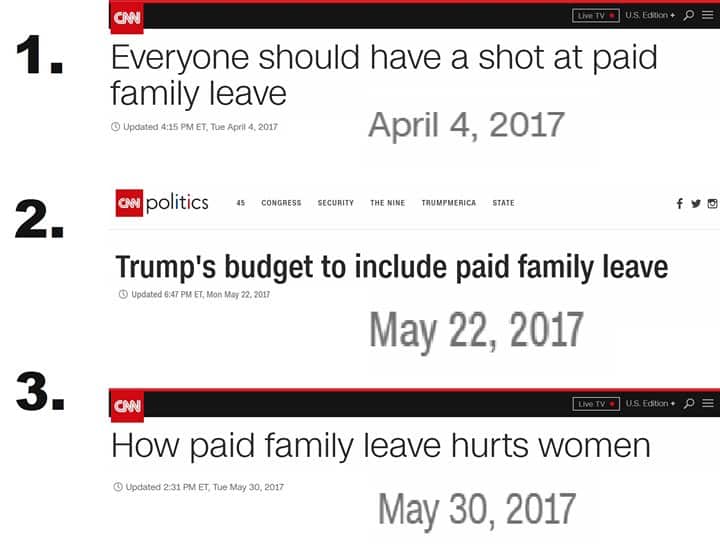 1.
CNN
Live TV
U.S. Edition +
Everyone should have a shot at paid
family leave
Updated 4:15 PM ET, Tue April 4, 2017
April 4, 2017
2.
CNN politics
45 CONGRESS SECURITY THE NINE TRUMPMERICA STATE
Trump's budget to include paid family leave
Updated 6:47 PM ET, Mon May 22, 2017
May 22, 2017
3.
CNN
Live TV
U.S. Edition +
How paid family leave hurts women
Updated 2:31 PM ET, Tue May 30, 2017
May 30, 2017